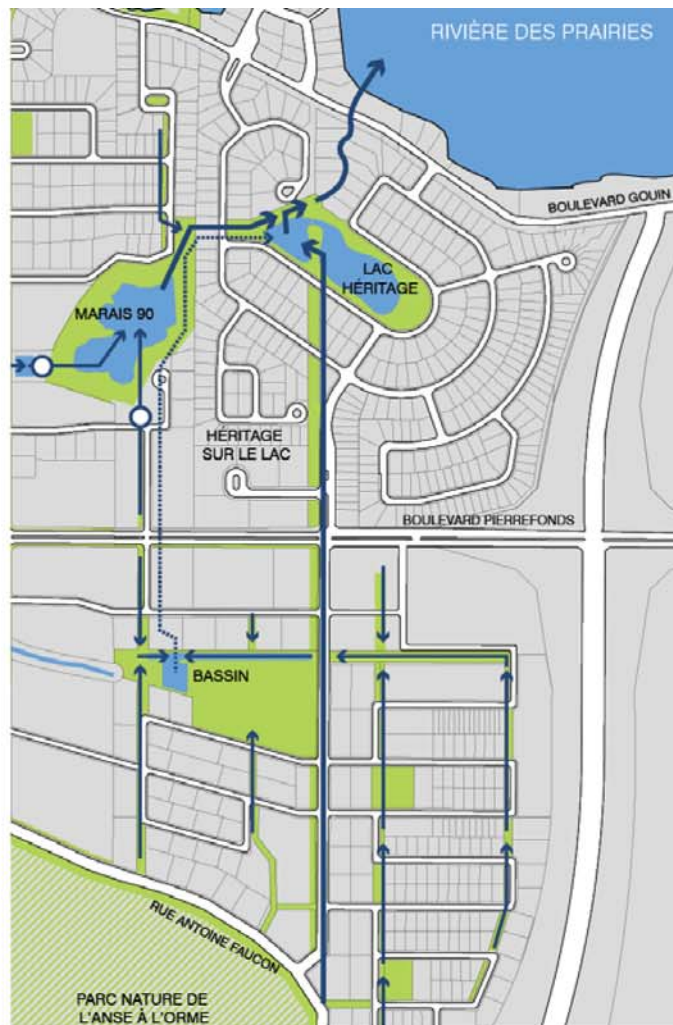 RIVIÈRE DES PRAIRIES
BOULEVARD GOUIN
LAC
HÉRITAGE
MARAIS 90
HÉRITAGE
SUR LE LAC
BOULEVARD PIERREFONDS
BASSIN
RUE ANTOINE FAUCON
PARC NATURE DE
L'ANSE À L'ORME